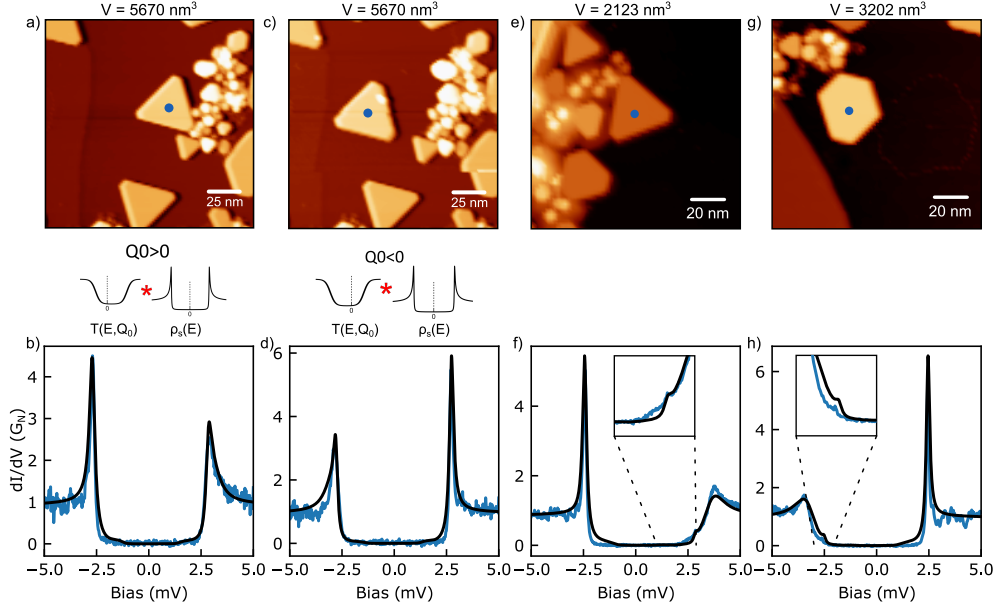 V = 5670 nm³
V = 5670 nm³
V = 2123 nm³
V = 3202 nm³
a)
c)
e)
g)
25 nm
25 nm
20 nm
20 nm
Q0>0
Q0<0
*
*
0
0
0
0
T(E,Q₀)
ρₛ(E)
T(E,Q₀)
ρₛ(E)
b)
d)
f)
h)
dI/dV (G_N)
4
3
2
1
0
6
4
2
0
4
2
0
6
4
2
0
−5.0
−2.5
0.0
2.5
5.0
−5.0
−2.5
0.0
2.5
5.0
−5.0
−2.5
0.0
2.5
5.0
−5.0
−2.5
0.0
2.5
5.0
Bias (mV)
Bias (mV)
Bias (mV)
Bias (mV)